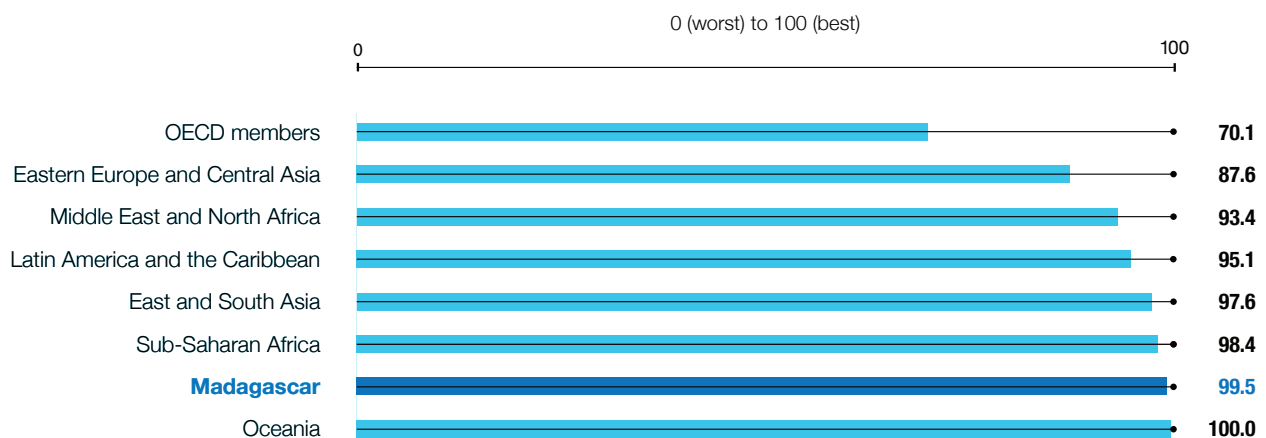 0 (worst) to 100 (best)
0 100
OECD members 70.1
Eastern Europe and Central Asia 87.6
Middle East and North Africa 93.4
Latin America and the Caribbean 95.1
East and South Asia 97.6
Sub-Saharan Africa 98.4
Madagascar 99.5
Oceania 100.0